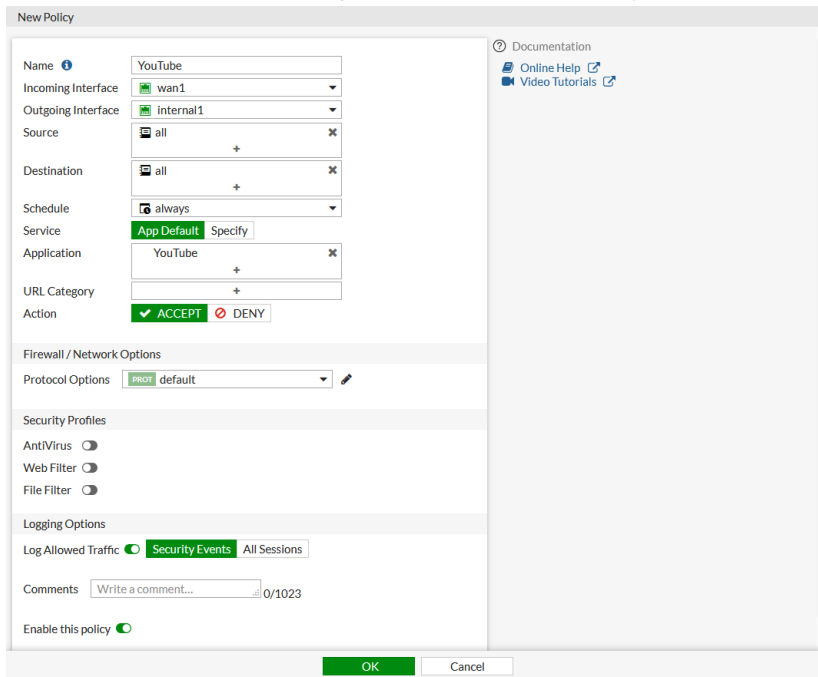 New Policy
Documentation
Online Help
Video Tutorials
Name YouTube
Incoming Interface wan1
Outgoing Interface internal1
Source all
+
Destination all
+
Schedule always
Service App Default Specify
Application YouTube
+
URL Category +
Action ACCEPT DENY
Firewall / Network Options
Protocol Options PROT default
Security Profiles
AntiVirus
Web Filter
File Filter
Logging Options
Log Allowed Traffic Security Events All Sessions
Comments Write a comment... 0/1023
Enable this policy
OK Cancel